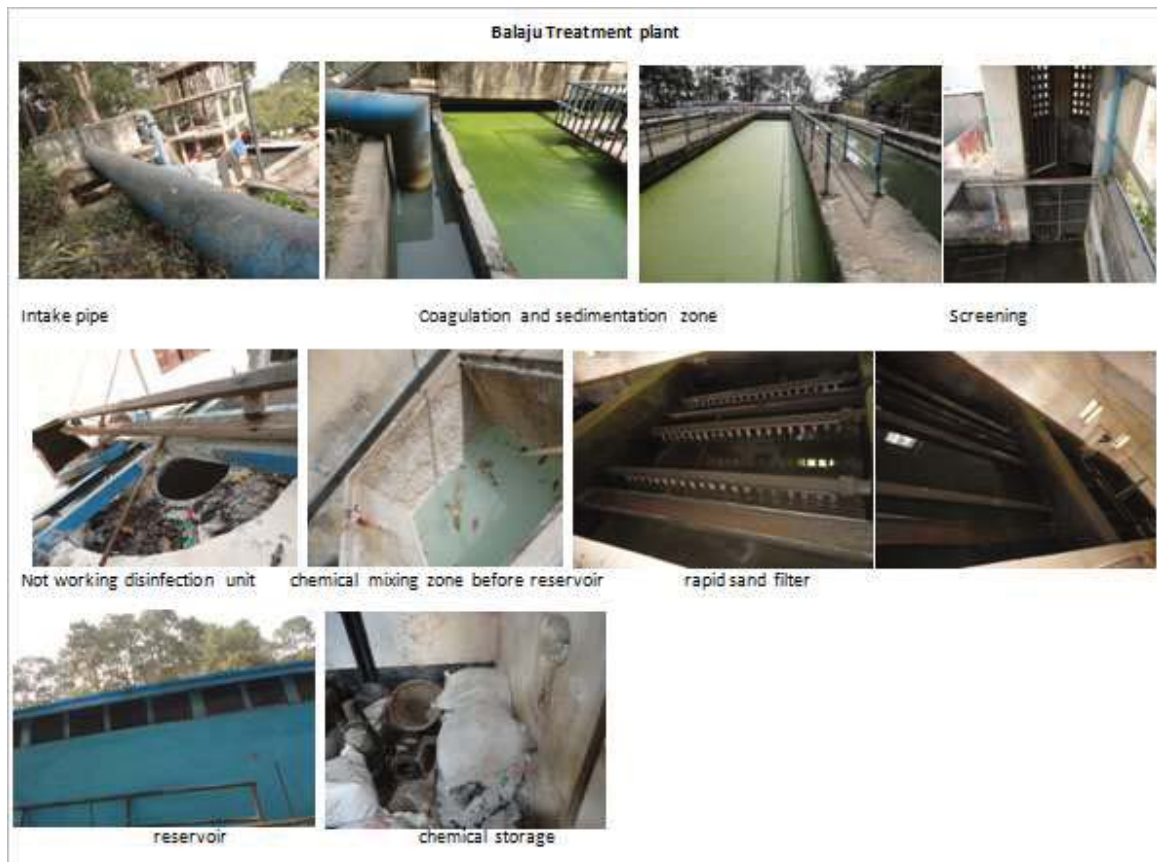 Balaju Treatment plant
Intake pipe
Coagulation and sedimentation zone
Screening
Not working disinfection unit
chemical mixing zone before reservoir
rapid sand filter
reservoir
chemical storage